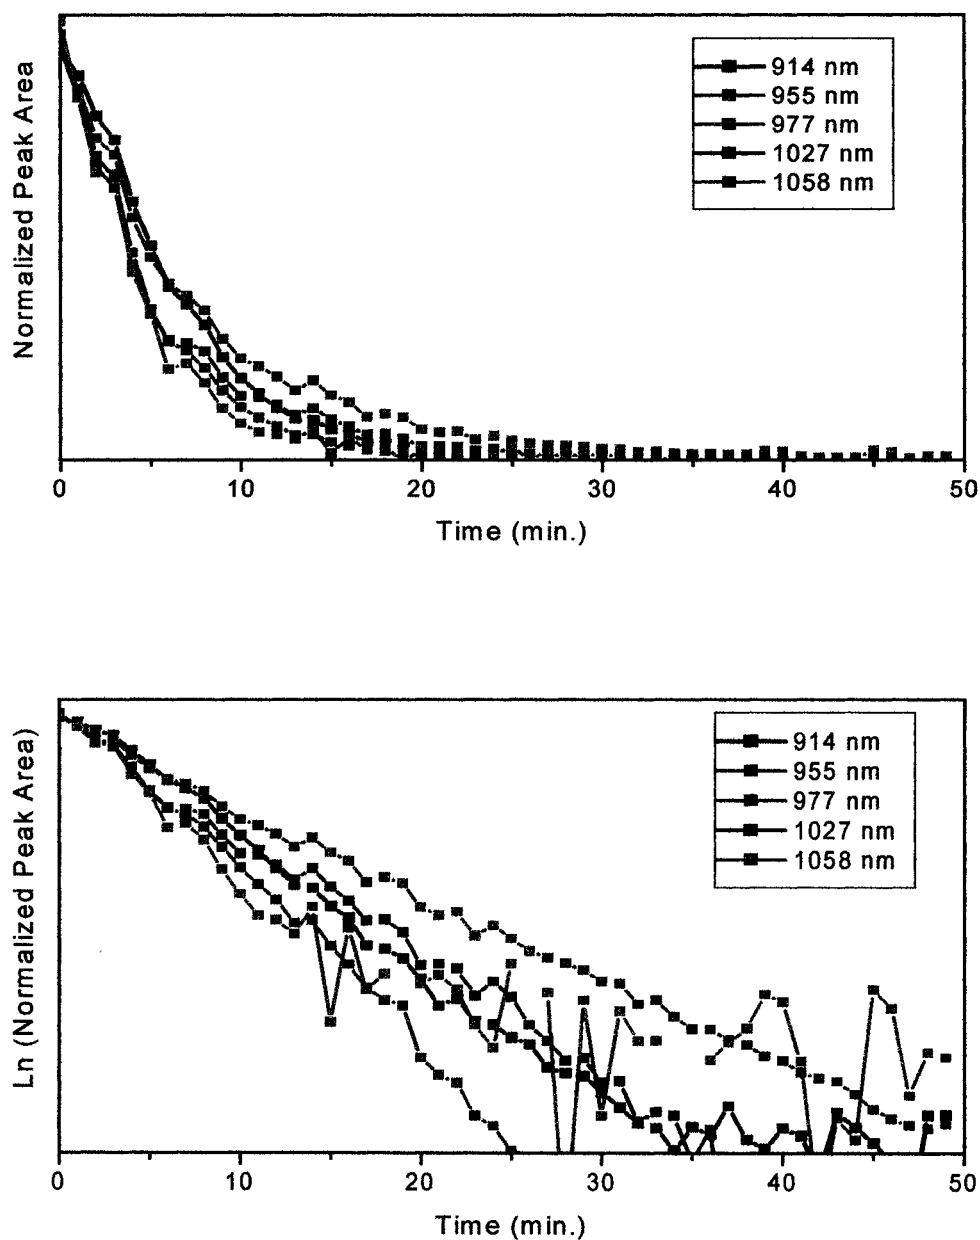 Normalized Peak Area
914 nm
955 nm
977 nm
1027 nm
1058 nm
0
10
20
30
40
50
Time (min.)
Ln (Normalized Peak Area)
914 nm
955 nm
977 nm
1027 nm
1058 nm
0
10
20
30
40
50
Time (min.)